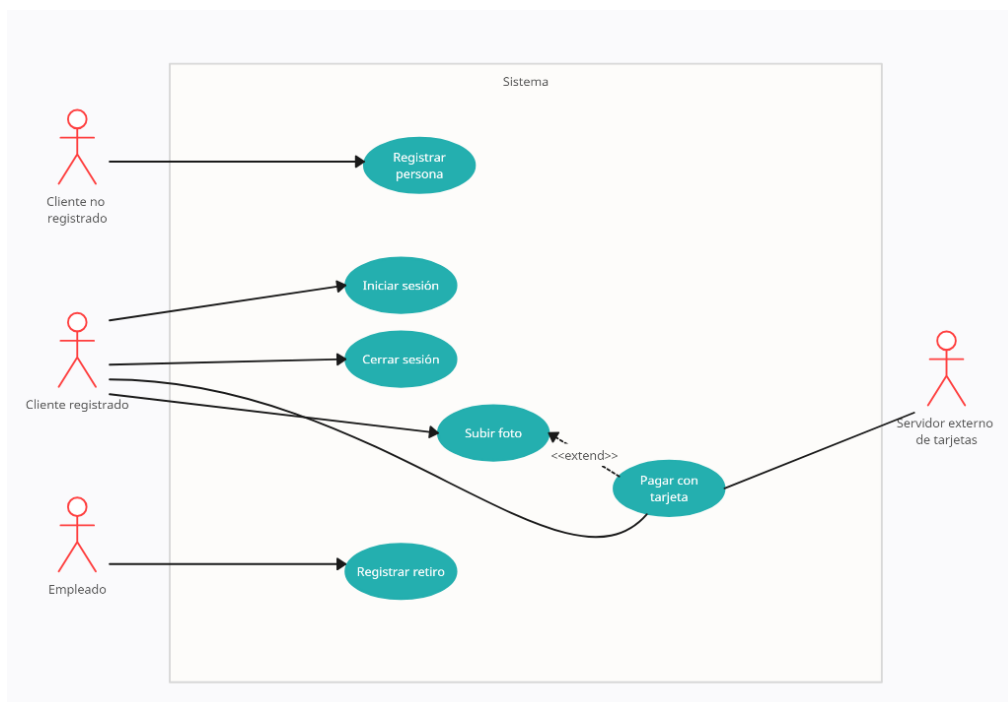 Sistema
Registrar
persona
Cliente no
registrado
Iniciar sesión
Cerrar sesión
Cliente registrado
Subir foto
<<extend>>
Pagar con
tarjeta
Servidor externo
de tarjetas
Registrar retiro
Empleado